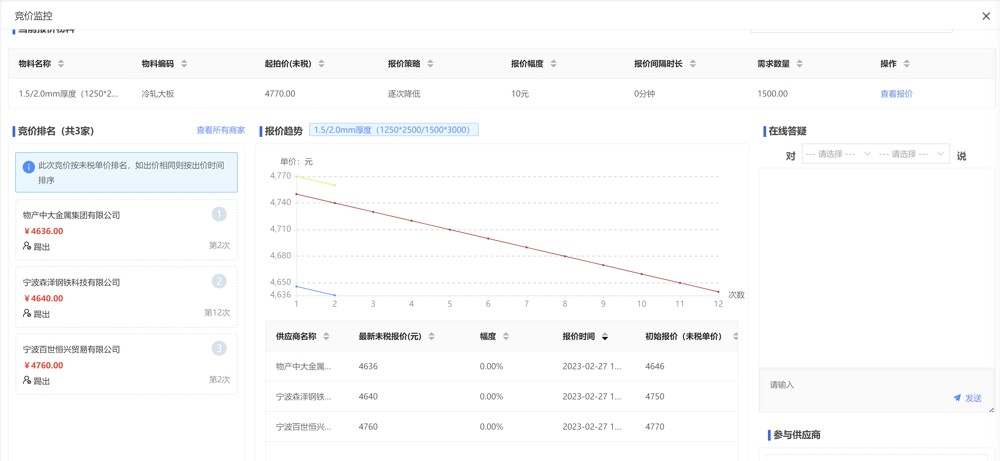 竞价监控
当前报价物料
物料名称 物料编码 起拍价(未税) 报价策略 报价幅度 报价间隔时长 需求数量 操作
1.5/2.0mm厚度（1250*2... 冷轧大板 4770.00 逐次降低 10元 0分钟 1500.00 查看报价
竞价排名（共3家） 查看所有商家
此次竞价按未税单价排名，如出价相同则按出价时间
排序
物产中大金属集团有限公司 1
¥4636.00
踢出 第2次
宁波森泽钢铁科技有限公司 2
¥4640.00
踢出 第12次
宁波百世恒兴贸易有限公司 3
¥4760.00
踢出 第2次
报价趋势 1.5/2.0mm厚度（1250*2500/1500*3000）
单价：元
4,770
4,740
4,710
4,680
4,650
4,636
次数
1 2 3 4 5 6 7 8 9 10 11 12
供应商名称 最新未税报价(元) 幅度 报价时间 初始报价（未税单价）
物产中大金属... 4636 0.00% 2023-02-27 1... 4646
宁波森泽钢铁... 4640 0.00% 2023-02-27 1... 4750
宁波百世恒兴... 4760 0.00% 2023-02-27 1... 4770
在线答疑
对 --- 请选择 --- --- 请选择 --- 说
请输入
发送
参与供应商